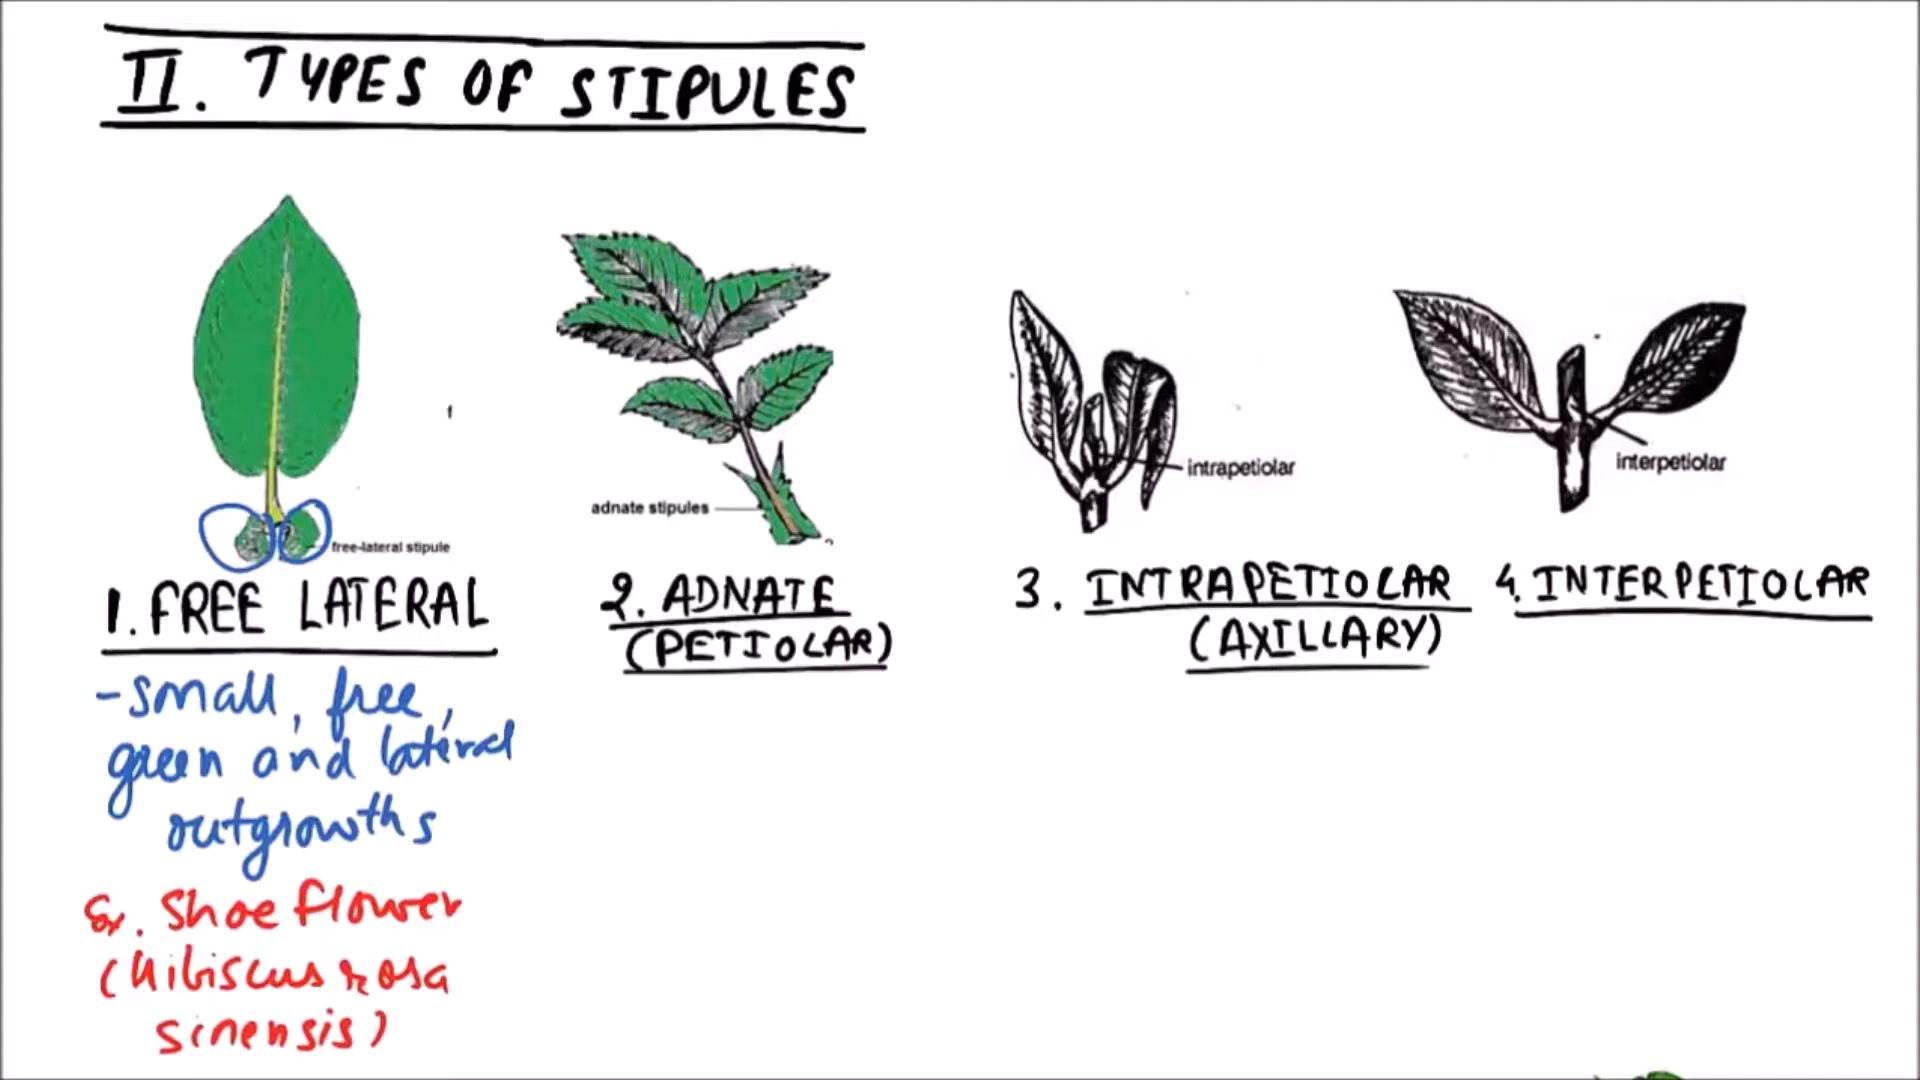 II. TYPES OF STIPULES
f
free-lateral stipule
adnate stipules
intrapetiolar
interpetiolar
1. FREE LATERAL
2. ADNATE
(PETIOLAR)
3. INTRAPETIOLAR
(AXILLARY)
4. INTERPETIOLAR
- small, free,
green and lateral
outgrowths
Ex. Shoe flower
(Hibiscus rosa
sinensis)